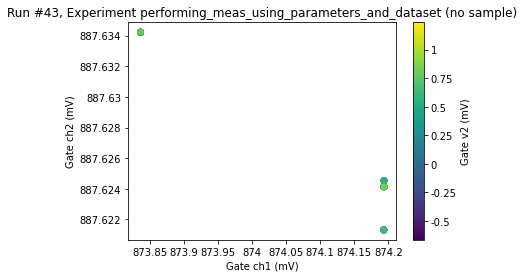 Run #43, Experiment performing_meas_using_parameters_and_dataset (no sample)
887.634
887.632
887.63
887.628
887.626
887.624
887.622
Gate ch2 (mV)
873.85 873.9 873.95 874 874.05 874.1 874.15 874.2
Gate ch1 (mV)
1
0.75
0.5
0.25
0
-0.25
-0.5
Gate v2 (mV)